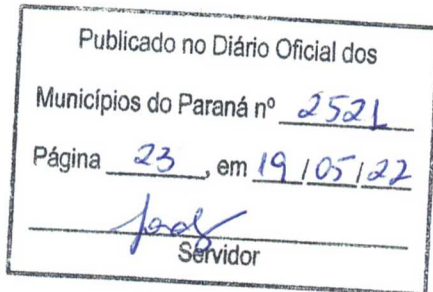 Publicado no Diário Oficial dos
Municípios do Paraná nº 2521
Página 23, em 19/05/22
Servidor